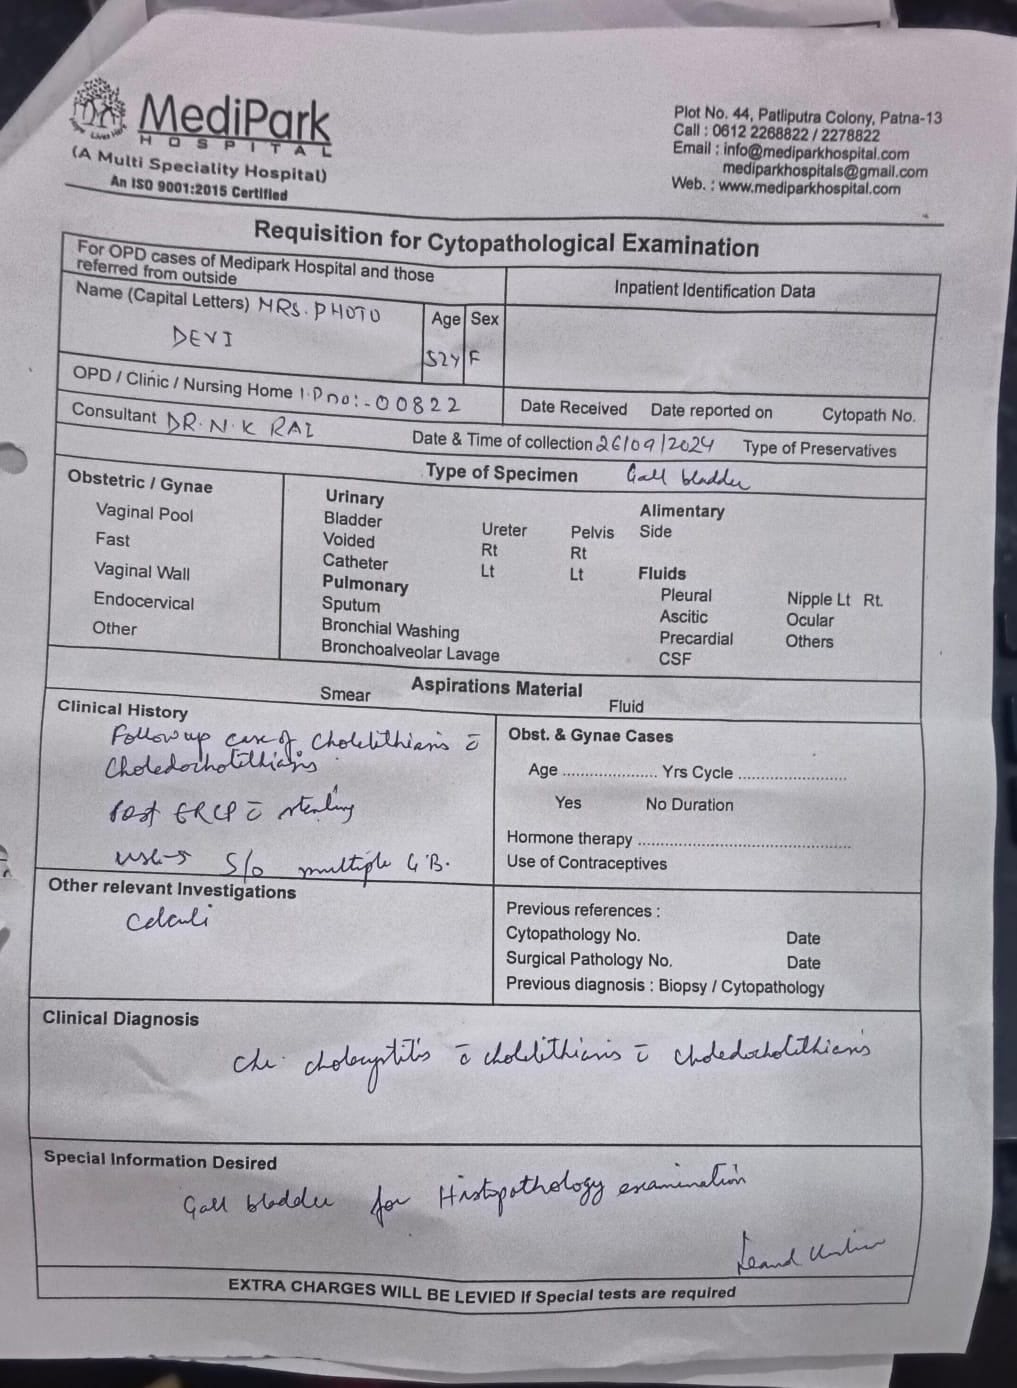 MediPark
HOSPITAL
(A Multi Speciality Hospital)
An ISO 9001:2015 Certified
Plot No. 44, Patliputra Colony, Patna-13
Call : 0612 2268822 / 2278822
Email : info@mediparkhospital.com
mediparkhospitals@gmail.com
Web. : www.mediparkhospital.com
Requisition for Cytopathological Examination
For OPD cases of Medipark Hospital and those
referred from outside
Inpatient Identification Data
Name (Capital Letters) MRS. PHOTO
DEVI
Age Sex
52Y F
OPD / Clinic / Nursing Home I.P no:- 00822
Date Received Date reported on Cytopath No.
Consultant DR. N. K RAI
Date & Time of collection 26/09/2024 Type of Preservatives
Type of Specimen Gall bladder
Obstetric / Gynae
Vaginal Pool
Fast
Vaginal Wall
Endocervical
Other
Urinary
Bladder Ureter Pelvis
Voided Rt Rt
Catheter Lt Lt
Pulmonary
Sputum
Bronchial Washing
Bronchoalveolar Lavage
Alimentary
Side
Fluids
Pleural Nipple Lt Rt.
Ascitic Ocular
Precardial Others
CSF
Aspirations Material
Smear Fluid
Clinical History
Follow up case of Cholelithiasis c̄
Choledocholithiasis
Post ERCP c̄ stenting
S/o multiple G.B.
Obst. & Gynae Cases
Age .................... Yrs Cycle .......................
Yes No Duration
Hormone therapy .............................................
Use of Contraceptives
Other relevant Investigations
Calculi
Previous references :
Cytopathology No. Date
Surgical Pathology No. Date
Previous diagnosis : Biopsy / Cytopathology
Clinical Diagnosis
Chr. cholecystitis c̄ cholelithiasis c̄ choledocholithiasis
Special Information Desired
Gall bladder for Histopathology examination
EXTRA CHARGES WILL BE LEVIED If Special tests are required